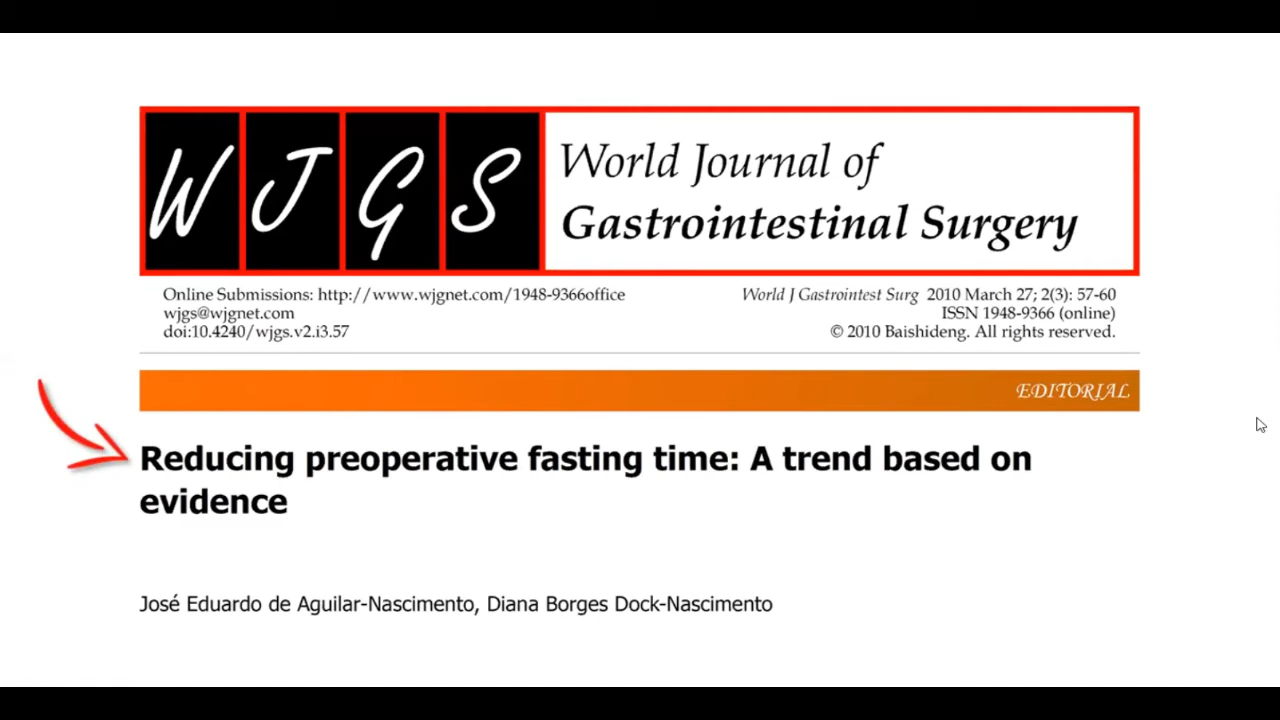 W J G S
World Journal of
Gastrointestinal Surgery
Online Submissions: http://www.wjgnet.com/1948-9366office
wjgs@wjgnet.com
doi:10.4240/wjgs.v2.i3.57
World J Gastrointest Surg 2010 March 27; 2(3): 57-60
ISSN 1948-9366 (online)
© 2010 Baishideng. All rights reserved.
EDITORIAL
Reducing preoperative fasting time: A trend based on
evidence
José Eduardo de Aguilar-Nascimento, Diana Borges Dock-Nascimento